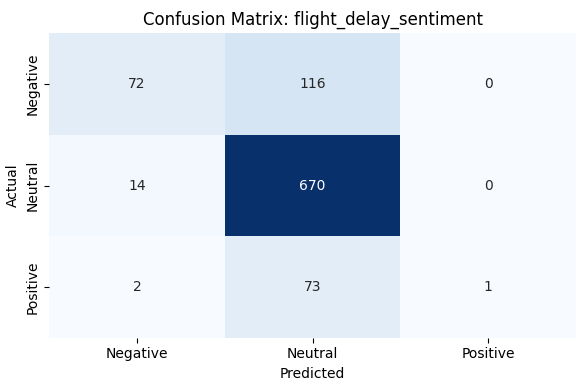 Confusion Matrix: flight_delay_sentiment
Actual
Negative
72 116 0
Neutral
14 670 0
Positive
2 73 1
Negative Neutral Positive
Predicted